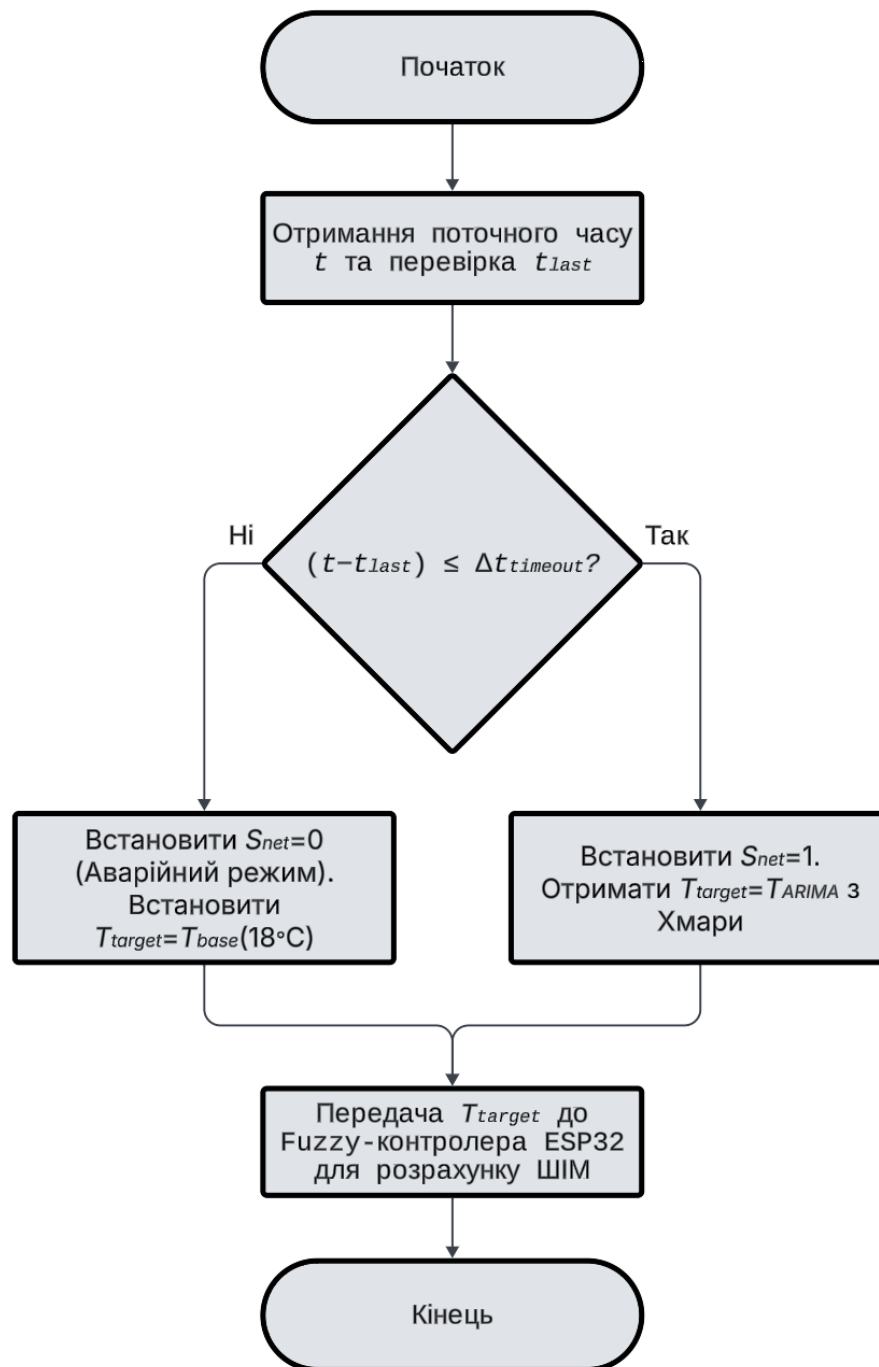 Початок
Отримання поточного часу
t та перевірка tlast
Ні
(t−tlast) ≤ Δttimeout?
Так
Встановити Snet=0
(Аварійний режим).
Встановити
Ttarget=Tbase(18°C)
Встановити Snet=1.
Отримати Ttarget=TARIMA з
Хмари
Передача Ttarget до
Fuzzy-контролера ESP32
для розрахунку ШІМ
Кінець